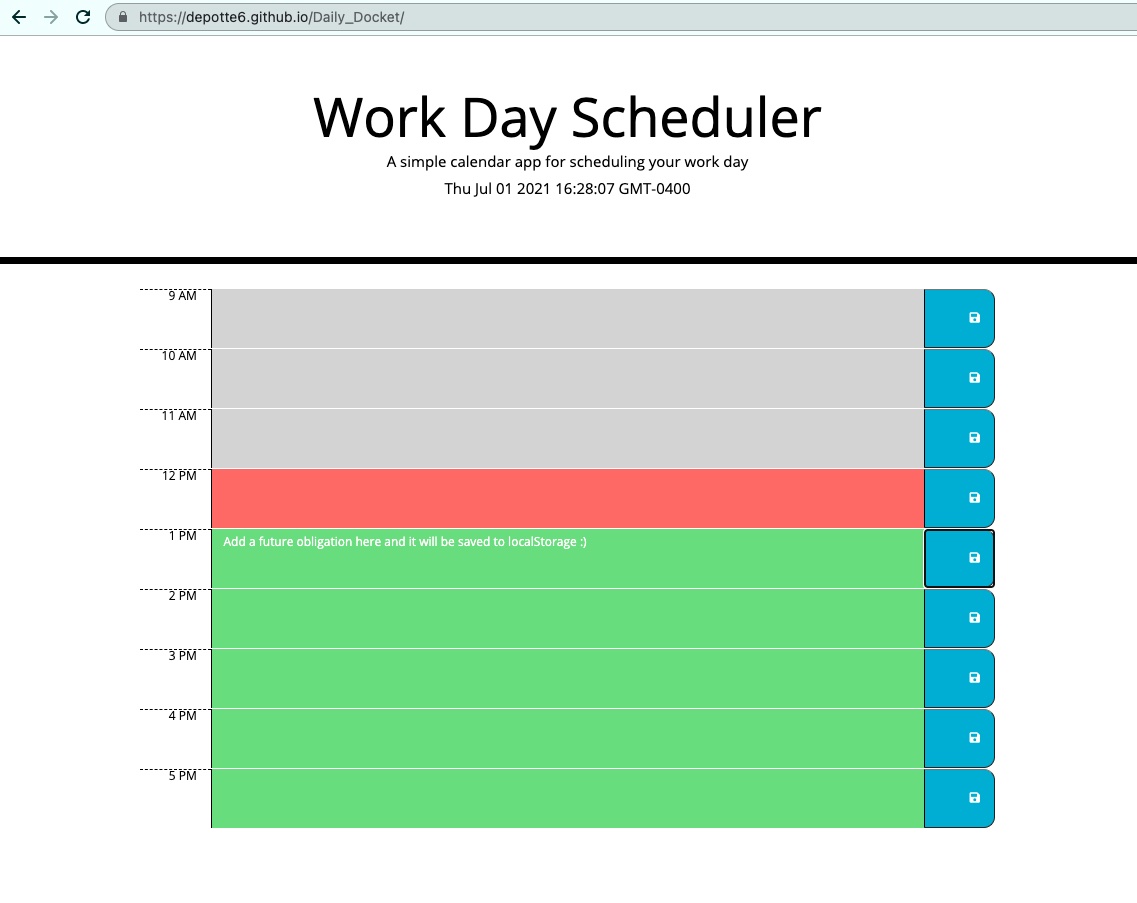 https://depotte6.github.io/Daily_Docket/
Work Day Scheduler
A simple calendar app for scheduling your work day
Thu Jul 01 2021 16:28:07 GMT-0400
9 AM
10 AM
11 AM
12 PM
1 PM Add a future obligation here and it will be saved to localStorage :)
2 PM
3 PM
4 PM
5 PM